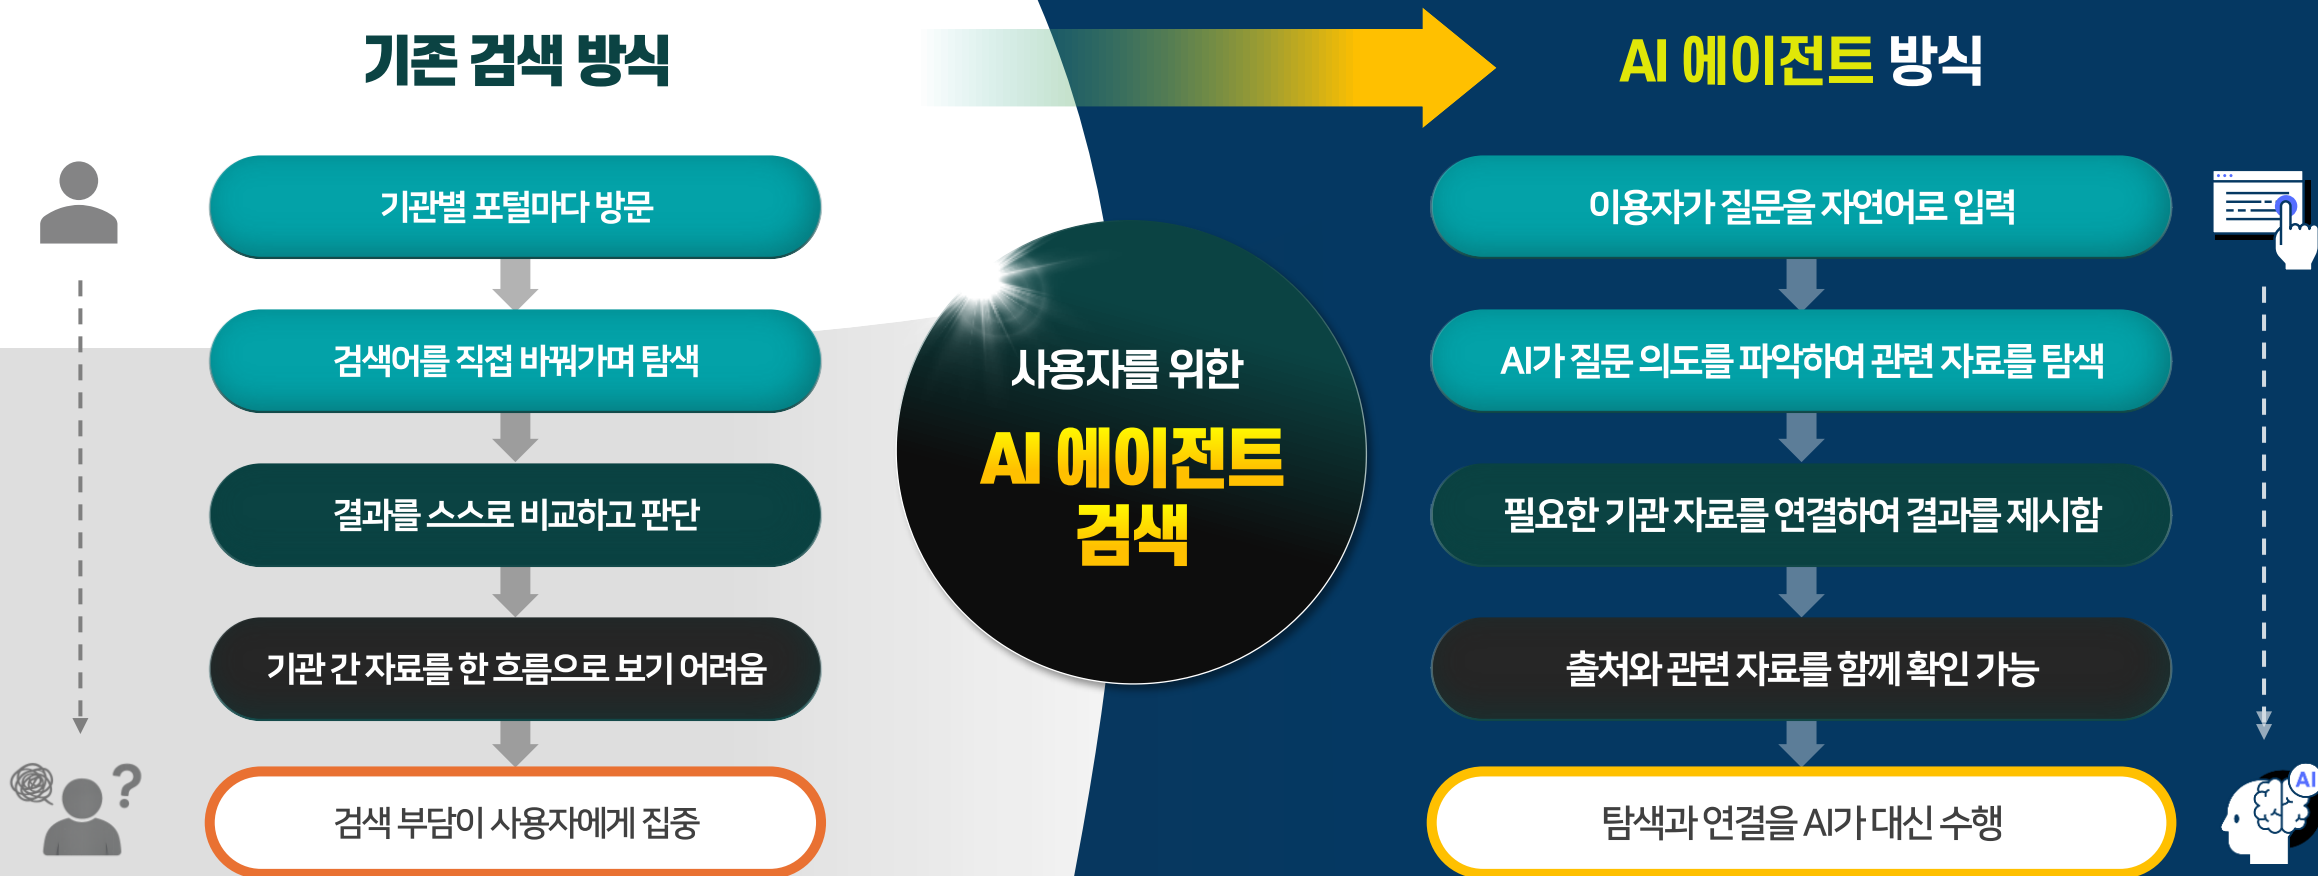 기존 검색 방식
기관별 포털마다 방문
검색어를 직접 바꿔가며 탐색
결과를 스스로 비교하고 판단
기관 간 자료를 한 흐름으로 보기 어려움
검색 부담이 사용자에게 집중
?
사용자를 위한
AI 에이전트
검색
AI 에이전트 방식
이용자가 질문을 자연어로 입력
AI가 질문 의도를 파악하여 관련 자료를 탐색
필요한 기관 자료를 연결하여 결과를 제시함
출처와 관련 자료를 함께 확인 가능
탐색과 연결을 AI가 대신 수행
AI